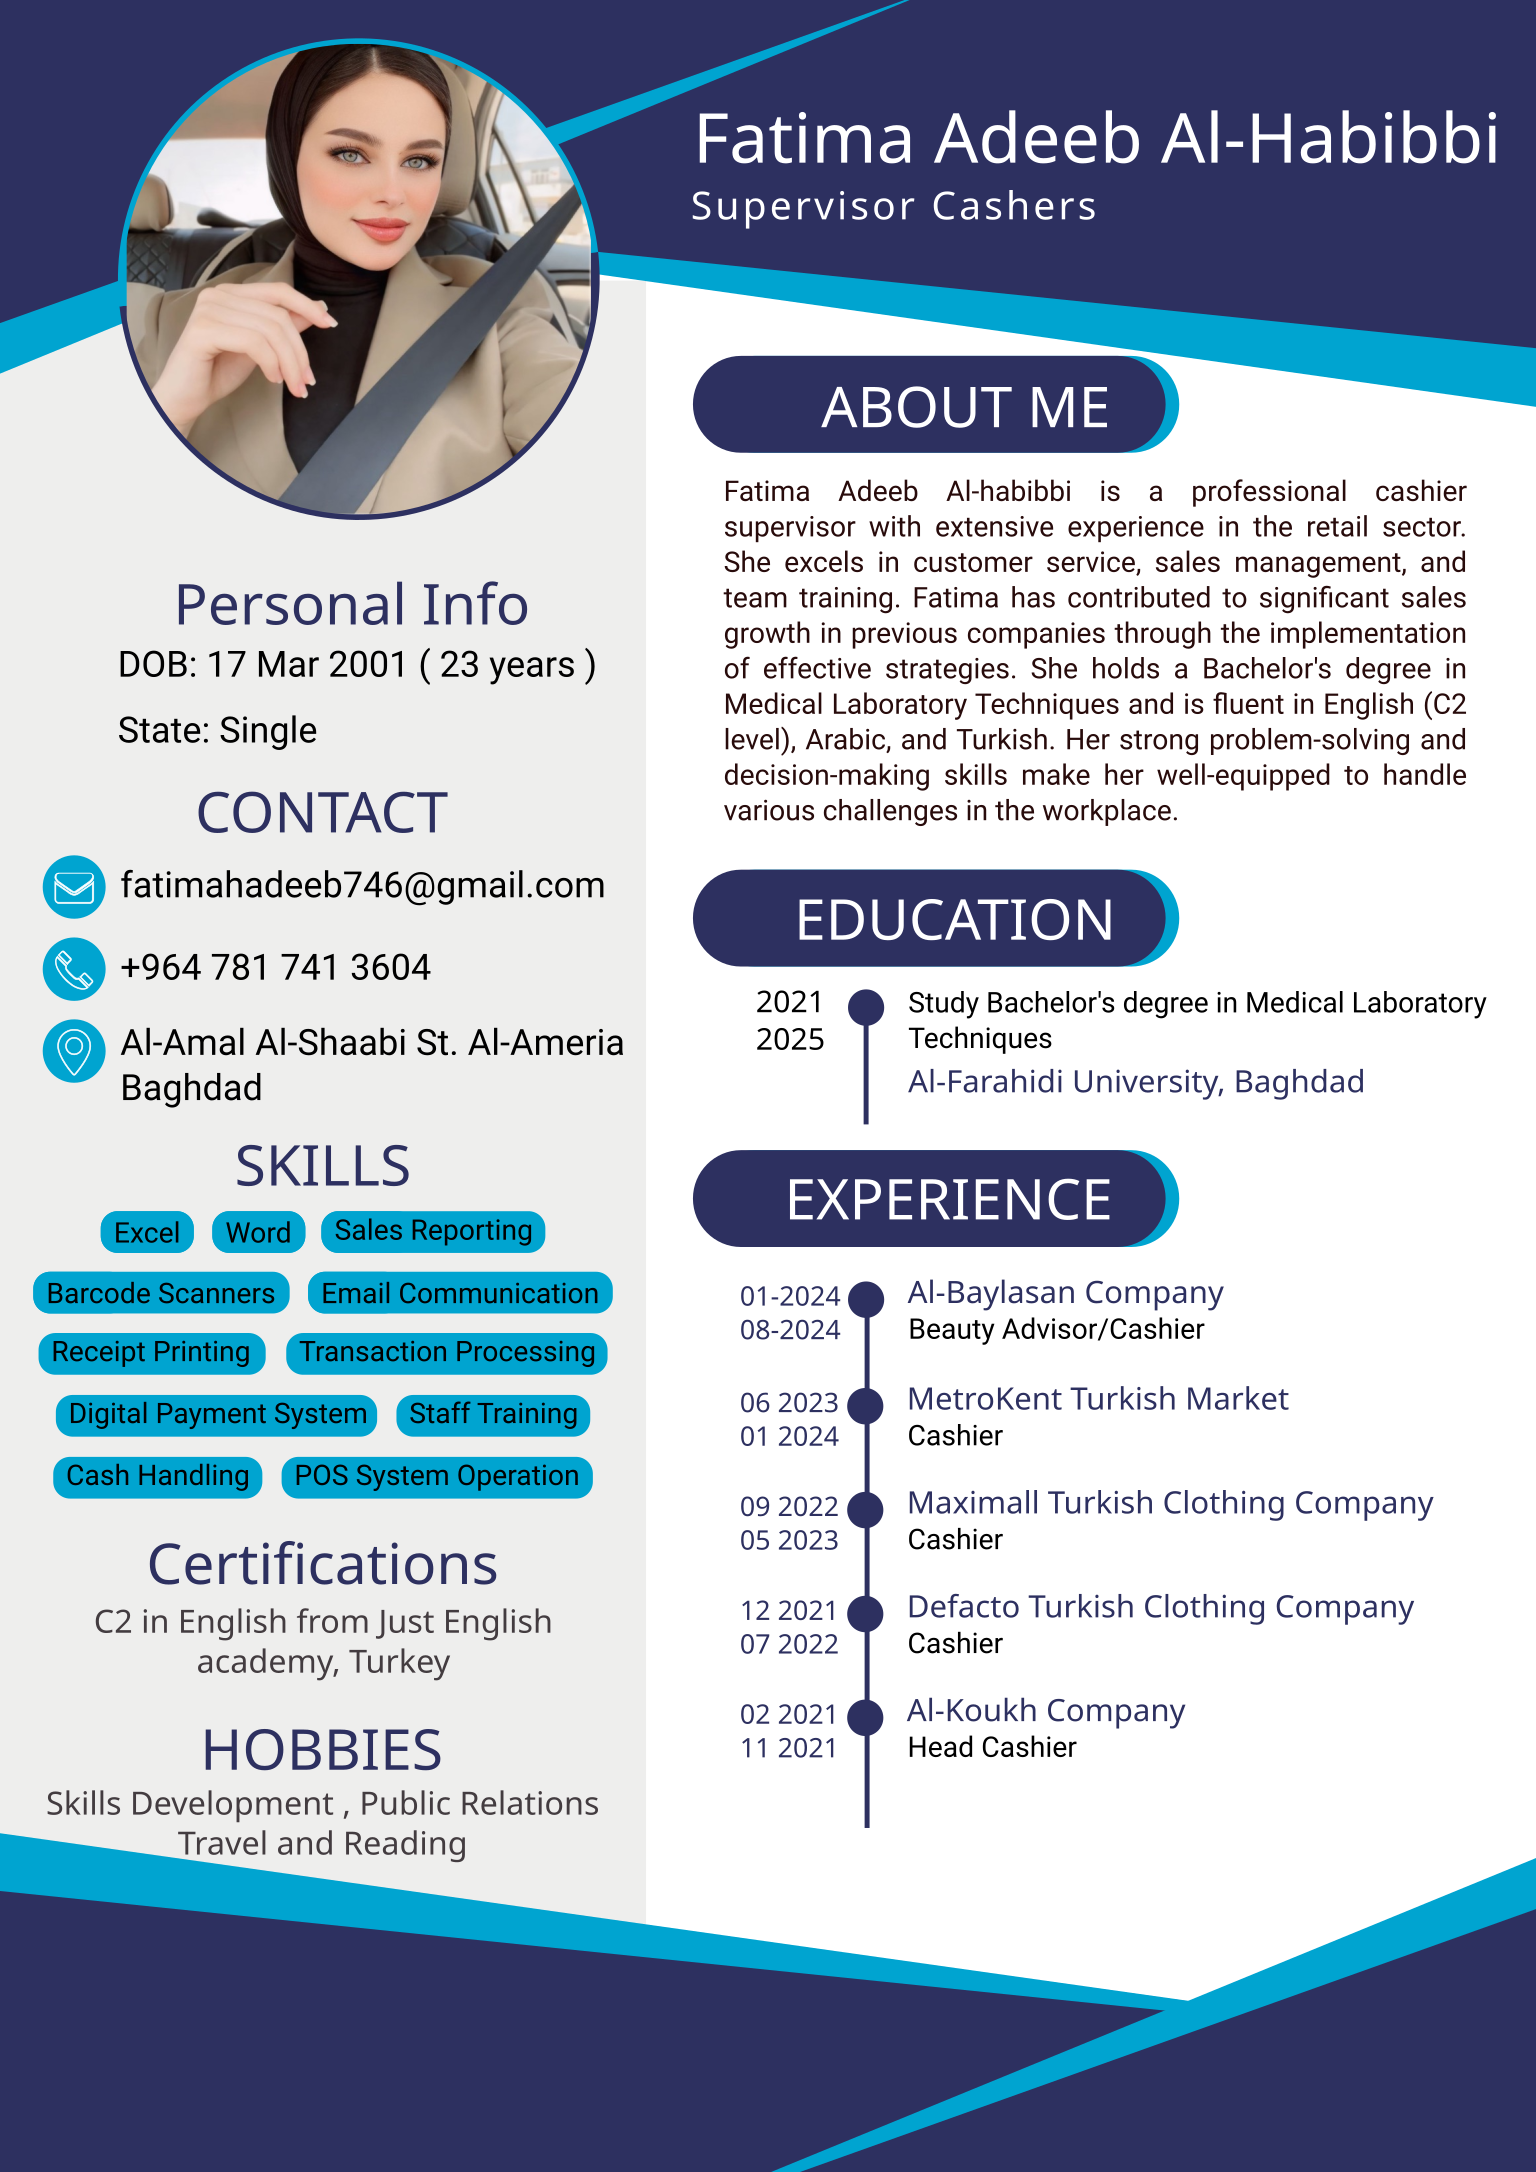 Fatima Adeeb Al-Habibbi
Supervisor Cashers
Personal Info
DOB: 17 Mar 2001 ( 23 years )
State: Single
CONTACT
fatimahadeeb746@gmail.com
+964 781 741 3604
Al-Amal Al-Shaabi St. Al-Ameria
Baghdad
SKILLS
Excel Word Sales Reporting
Barcode Scanners Email Communication
Receipt Printing Transaction Processing
Digital Payment System Staff Training
Cash Handling POS System Operation
Certifications
C2 in English from Just English
academy, Turkey
HOBBIES
Skills Development , Public Relations
Travel and Reading
ABOUT ME
Fatima Adeeb Al-habibbi is a professional cashier
supervisor with extensive experience in the retail sector.
She excels in customer service, sales management, and
team training. Fatima has contributed to significant sales
growth in previous companies through the implementation
of effective strategies. She holds a Bachelor's degree in
Medical Laboratory Techniques and is fluent in English (C2
level), Arabic, and Turkish. Her strong problem-solving and
decision-making skills make her well-equipped to handle
various challenges in the workplace.
EDUCATION
2021
2025
Study Bachelor's degree in Medical Laboratory
Techniques
Al-Farahidi University, Baghdad
EXPERIENCE
01-2024
08-2024
Al-Baylasan Company
Beauty Advisor/Cashier
06 2023
01 2024
MetroKent Turkish Market
Cashier
09 2022
05 2023
Maximall Turkish Clothing Company
Cashier
12 2021
07 2022
Defacto Turkish Clothing Company
Cashier
02 2021
11 2021
Al-Koukh Company
Head Cashier